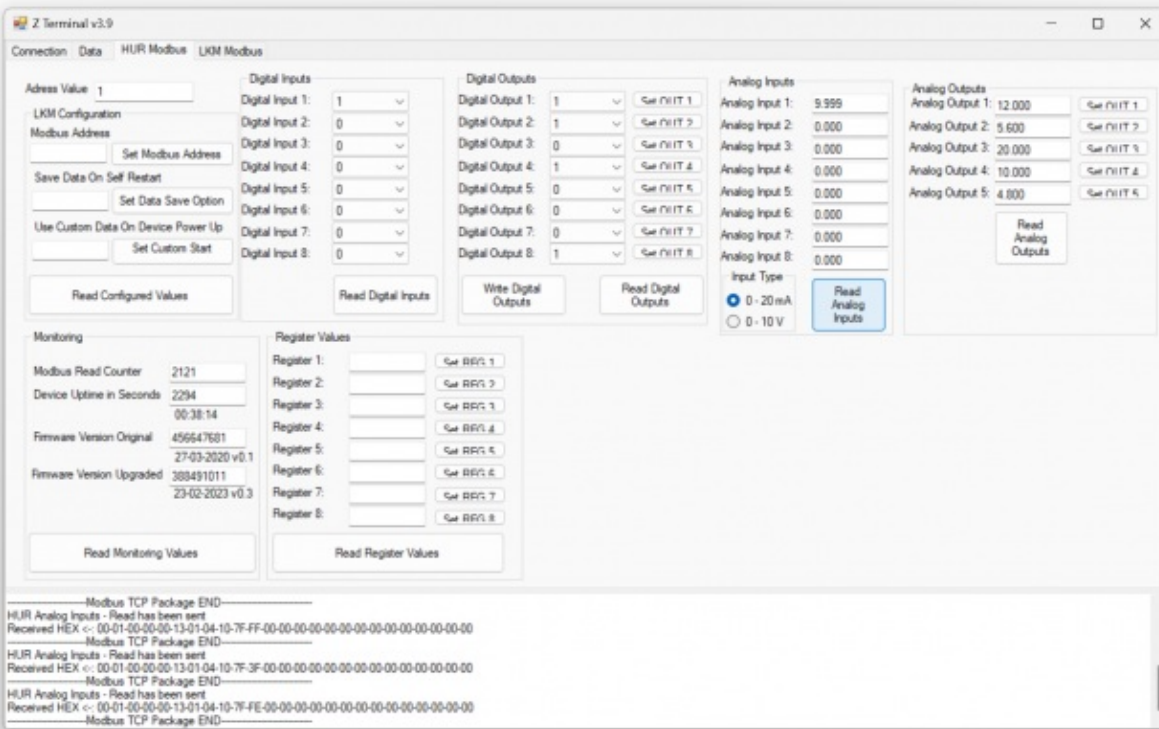 Z Terminal v3.9
Connection Data HUR Modbus LKM Modbus
Adress Value 1
LKM Configuration
Modbus Address
Set Modbus Address
Save Data On Self Restart
Set Data Save Option
Use Custom Data On Device Power Up
Set Custom Start
Read Configured Values
Digital Inputs
Digital Input 1: 1
Digital Input 2: 0
Digital Input 3: 0
Digital Input 4: 0
Digital Input 5: 0
Digital Input 6: 0
Digital Input 7: 0
Digital Input 8: 0
Read Digital Inputs
Digital Outputs
Digital Output 1: 1 Set OUT 1
Digital Output 2: 1 Set OUT 2
Digital Output 3: 0 Set OUT 3
Digital Output 4: 1 Set OUT 4
Digital Output 5: 0 Set OUT 5
Digital Output 6: 0 Set OUT 6
Digital Output 7: 0 Set OUT 7
Digital Output 8: 1 Set OUT 8
Write Digital
Outputs
Read Digital
Outputs
Analog Inputs
Analog Input 1: 9.999
Analog Input 2: 0.000
Analog Input 3: 0.000
Analog Input 4: 0.000
Analog Input 5: 0.000
Analog Input 6: 0.000
Analog Input 7: 0.000
Analog Input 8: 0.000
Input Type
0 - 20 mA
0 - 10 V
Read
Analog
Inputs
Analog Outputs
Analog Output 1: 12.000 Set OUT 1
Analog Output 2: 5.600 Set OUT 2
Analog Output 3: 20.000 Set OUT 3
Analog Output 4: 10.000 Set OUT 4
Analog Output 5: 4.800 Set OUT 5
Read
Analog
Outputs
Monitoring
Modbus Read Counter 2121
Device Uptime in Seconds 2294
00:38:14
Firmware Version Original 456647681
27-03-2020 v0.1
Firmware Version Upgraded 388491011
23-02-2023 v0.3
Read Monitoring Values
Register Values
Register 1: Set REG 1
Register 2: Set REG 2
Register 3: Set REG 3
Register 4: Set REG 4
Register 5: Set REG 5
Register 6: Set REG 6
Register 7: Set REG 7
Register 8: Set REG 8
Read Register Values
--------------------Modbus TCP Package END--------------------
HUR Analog Inputs - Read has been sent
Received HEX <-: 00-01-00-00-00-13-01-04-10-7F-FF-00-00-00-00-00-00-00-00-00-00-00-00-00-00
--------------------Modbus TCP Package END--------------------
HUR Analog Inputs - Read has been sent
Received HEX <-: 00-01-00-00-00-13-01-04-10-7F-3F-00-00-00-00-00-00-00-00-00-00-00-00-00-00
--------------------Modbus TCP Package END--------------------
HUR Analog Inputs - Read has been sent
Received HEX <-: 00-01-00-00-00-13-01-04-10-7F-FE-00-00-00-00-00-00-00-00-00-00-00-00-00-00
--------------------Modbus TCP Package END--------------------